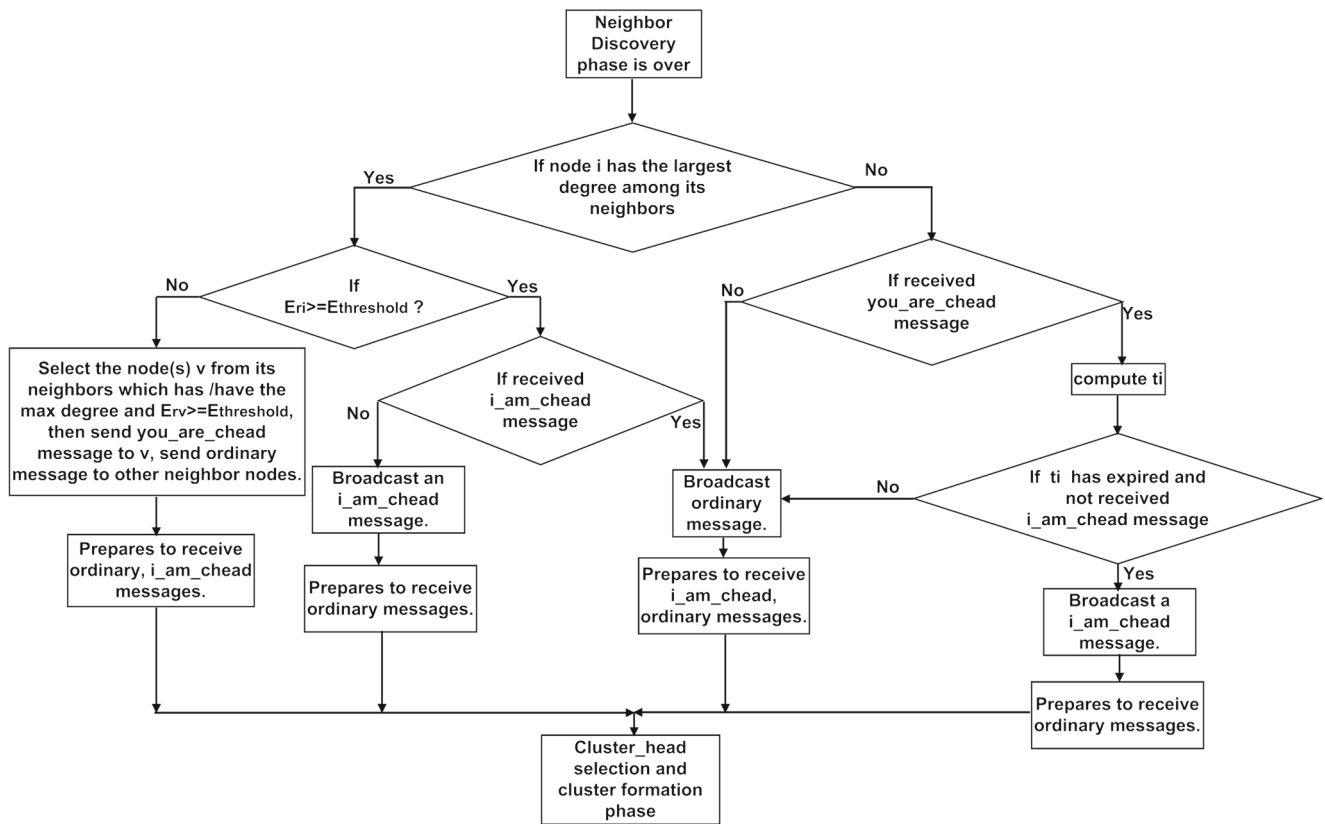 Neighbor
Discovery
phase is over
If node i has the largest
degree among its
neighbors
Yes
No
If
Eri>=Ethreshold ?
No
Yes
If received
you_are_chead
message
No
Yes
Select the node(s) v from its
neighbors which has /have the
max degree and Erv>=Ethreshold,
then send you_are_chead
message to v, send ordinary
message to other neighbor nodes.
If received
i_am_chead
message
No
Yes
compute ti
Broadcast an
i_am_chead
message.
Broadcast
ordinary
message.
No
If ti has expired and
not received
i_am_chead message
Yes
Prepares to receive
ordinary, i_am_chead
messages.
Prepares to receive
ordinary messages.
Prepares to receive
i_am_chead,
ordinary messages.
Broadcast a
i_am_chead
message.
Prepares to receive
ordinary messages.
Cluster_head
selection and
cluster formation
phase